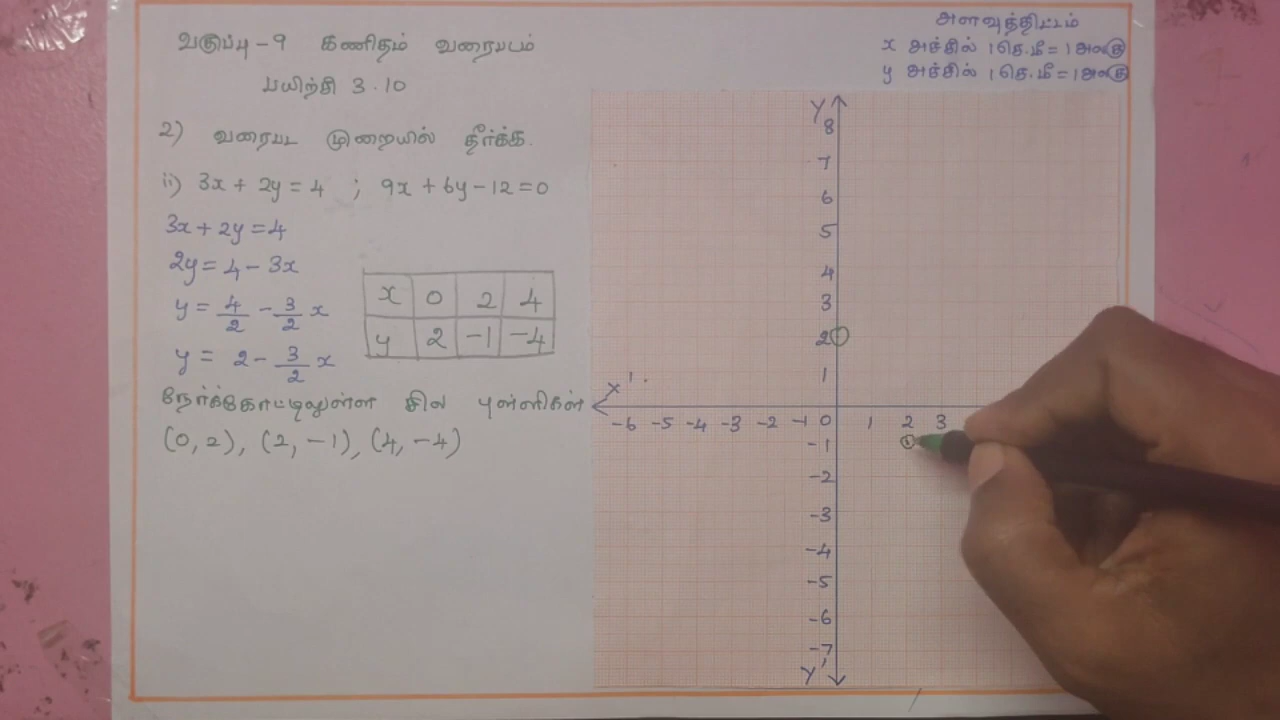 வகுப்பு - 9 கணிதம் வரைபடம்
பயிற்சி 3.10
அளவுத்திட்டம்
x அச்சில் 1 செ.மீ = 1 அலகு
y அச்சில் 1 செ.மீ = 1 அலகு
2) வரைபட முறையில் தீர்க்க.
ii) 3x + 2y = 4 ; 9x + 6y - 12 = 0
3x + 2y = 4
2y = 4 - 3x
y = 4/2 - 3/2 x
y = 2 - 3/2 x
x 0 2 4
y 2 -1 -4
நேர்க்கோட்டிலுள்ள சில புள்ளிகள்
(0, 2), (2, -1), (4, -4)
Y
8
7
6
5
4
3
2
1
X'
-6 -5 -4 -3 -2 -1 0 1 2 3
-1
-2
-3
-4
-5
-6
-7
Y'